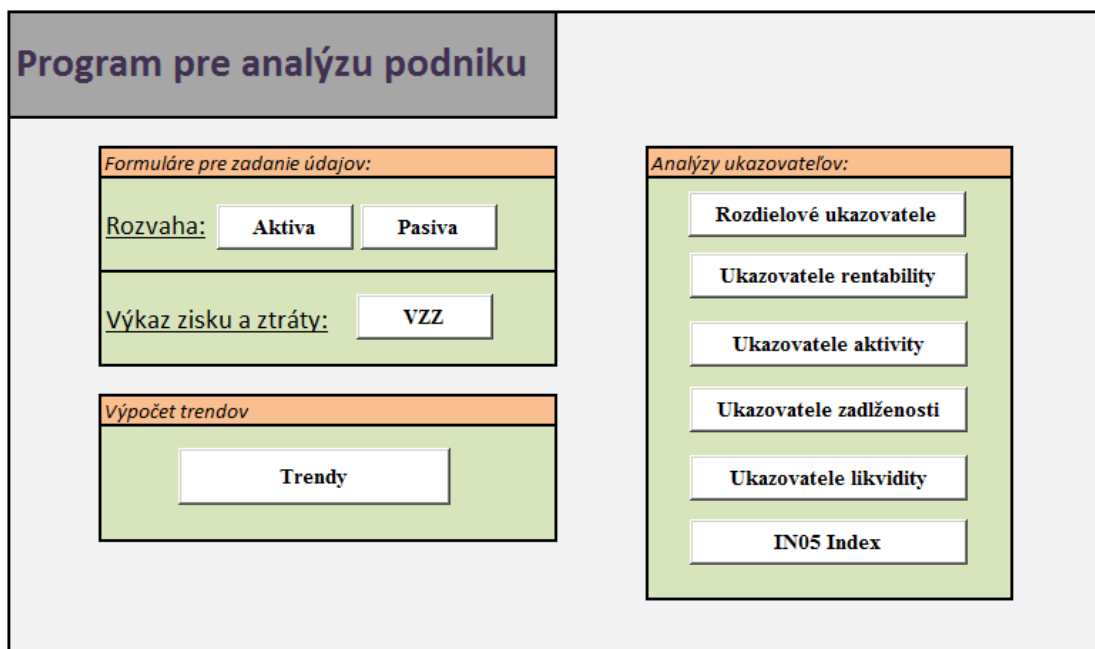 Program pre analýzu podniku
Formuláre pre zadanie údajov:
Rozvaha: Aktiva Pasiva
Výkaz zisku a ztráty: VZZ
Výpočet trendov
Trendy
Analýzy ukazovateľov:
Rozdielové ukazovatele
Ukazovatele rentability
Ukazovatele aktivity
Ukazovatele zadlženosti
Ukazovatele likvidity
IN05 Index